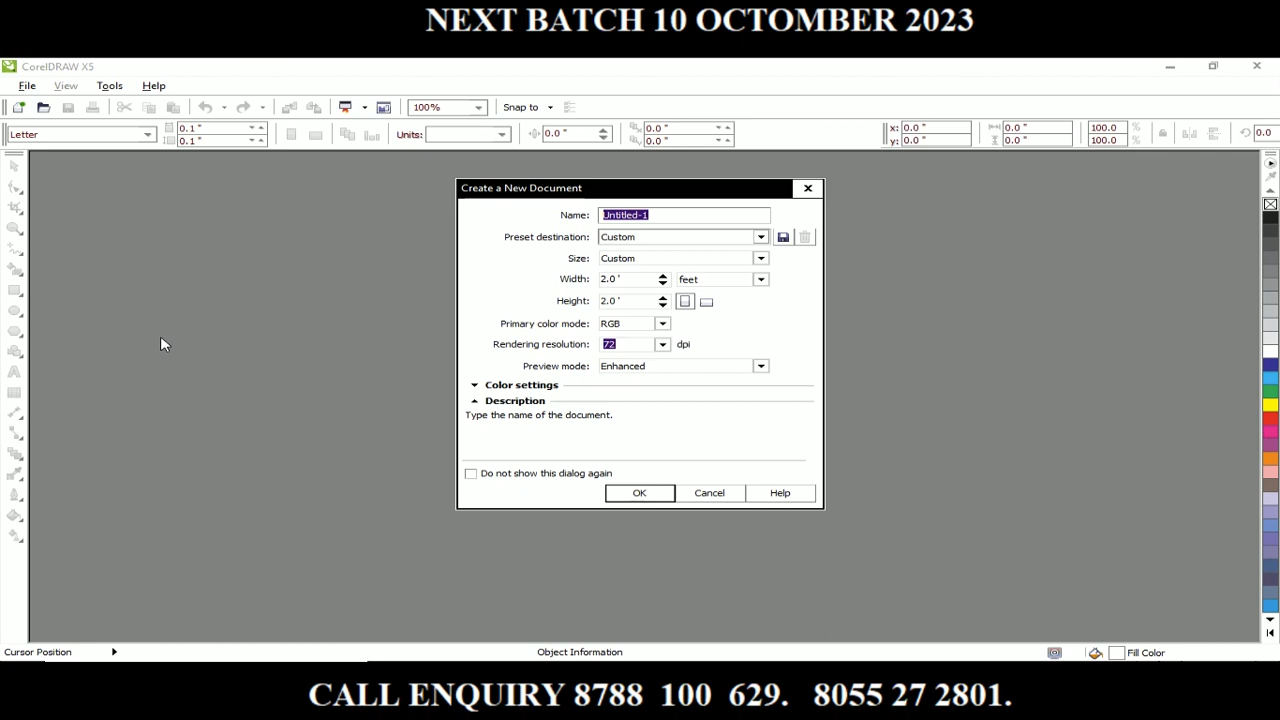 NEXT BATCH 10 OCTOMBER 2023
CorelDRAW X5
File View Tools Help
100% Snap to
Letter 0.1 " 0.1 " Units: 0.0 " 0.0 " 0.0 " x: 0.0 " y: 0.0 " 0.0 " 0.0 " 100.0 % 100.0 % 0.0
Create a New Document
Name: Untitled-1
Preset destination: Custom
Size: Custom
Width: 2.0 ' feet
Height: 2.0 '
Primary color mode: RGB
Rendering resolution: 72 dpi
Preview mode: Enhanced
Color settings
Description
Type the name of the document.
Do not show this dialog again
OK Cancel Help
Cursor Position Object Information Fill Color
CALL ENQUIRY 8788 100 629. 8055 27 2801.